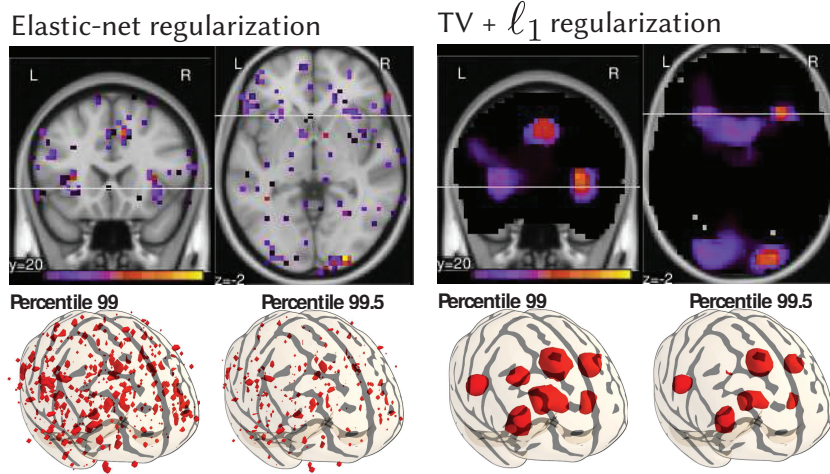 Elastic-net regularization
L R
L R
y=20
z=-2
Percentile 99
Percentile 99.5
TV + ℓ1 regularization
L R
L R
y=20
z=-2
Percentile 99
Percentile 99.5